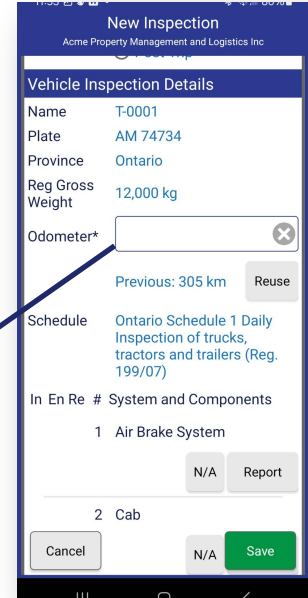 New Inspection
Acme Property Management and Logistics Inc
Vehicle Inspection Details
Name T-0001
Plate AM 74734
Province Ontario
Reg Gross
Weight
12,000 kg
Odometer*
Previous: 305 km Reuse
Schedule Ontario Schedule 1 Daily
Inspection of trucks,
tractors and trailers (Reg.
199/07)
In En Re # System and Components
1 Air Brake System
N/A Report
2 Cab
Cancel N/A Save